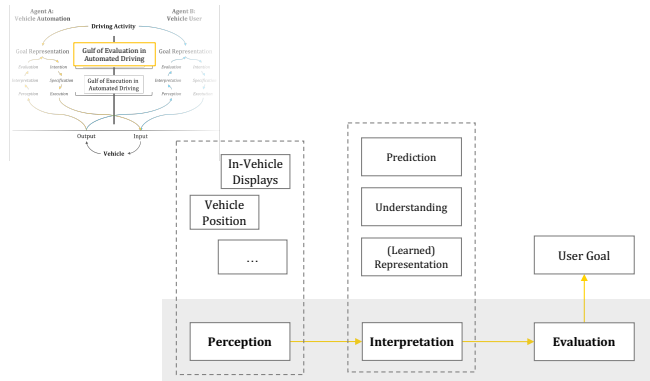 Agent A:
Vehicle Automation
Agent B:
Vehicle User
Driving Activity
Goal Representation
Gulf of Evaluation in
Automated Driving
Goal Representation
Evaluation
Intention
Evaluation
Intention
Interpretation
Specification
Gulf of Execution in
Automated Driving
Interpretation
Specification
Perception
Execution
Perception
Execution
Output
Input
Vehicle
In-Vehicle
Displays
Vehicle
Position
…
Prediction
Understanding
(Learned)
Representation
User Goal
Perception
Interpretation
Evaluation